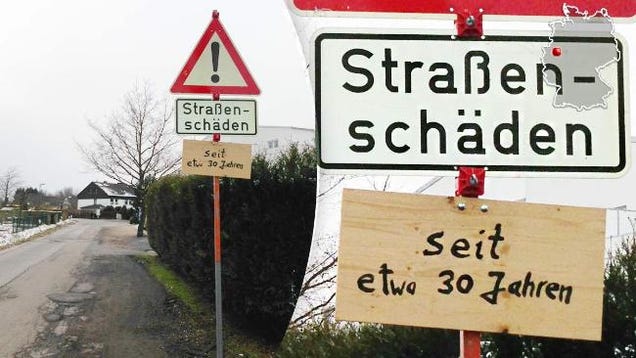 !
Straßen-
schäden
seit
etwa 30 Jahren
Straßen-
schäden
seit
etwa 30 Jahren